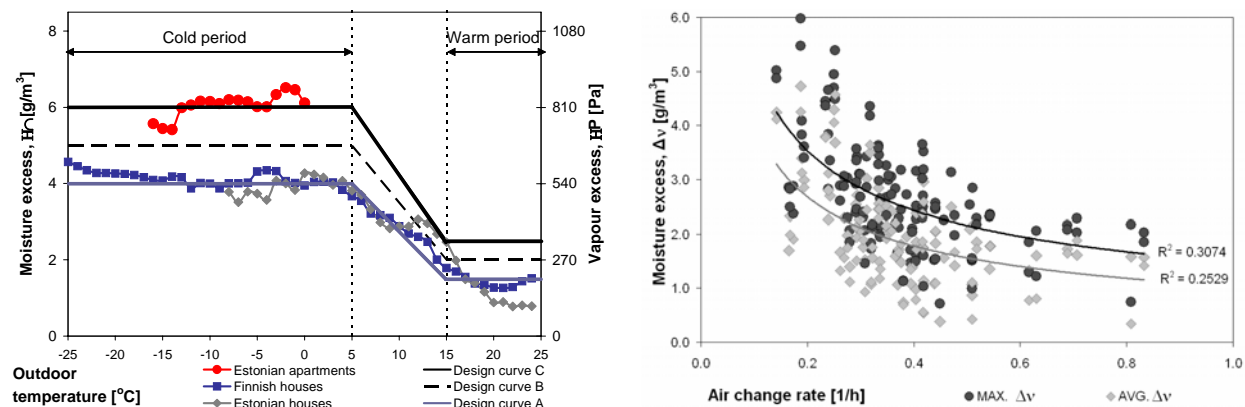 8
6
4
2
0
Moisture excess, [g/m³]
1080
810
540
270
0
Vapour excess, P [Pa]
Cold period
Warm period
-25 -20 -15 -10 -5 0 5 10 15 20 25
Outdoor
temperature [°C]
Estonian apartments
Finnish houses
Estonian houses
Design curve C
Design curve B
Design curve A
6.0
5.0
4.0
3.0
2.0
1.0
0.0
Moisture excess, Δν [g/m³]
R² = 0.3074
R² = 0.2529
0.0 0.2 0.4 0.6 0.8 1.0
Air change rate [1/h]
MAX. Δν
AVG. Δν